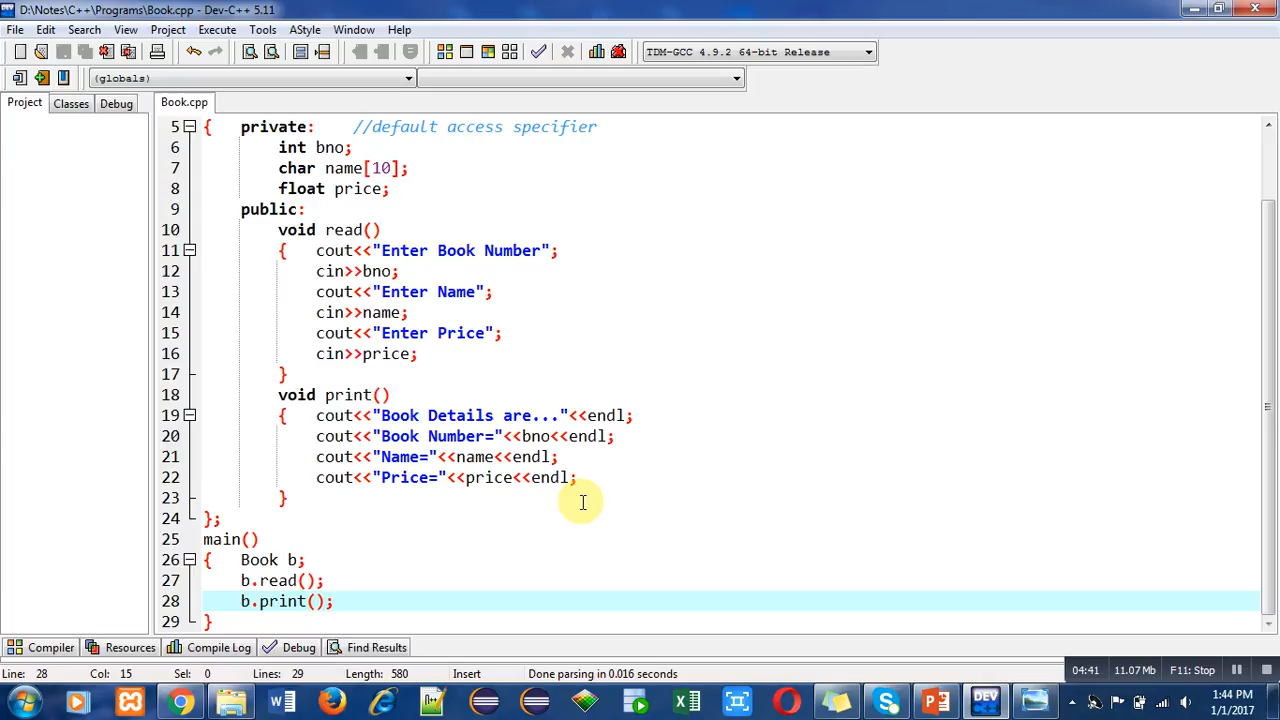 D:\Notes\C++\Programs\Book.cpp - Dev-C++ 5.11
File Edit Search View Project Execute Tools AStyle Window Help
TDM-GCC 4.9.2 64-bit Release
(globals)
Project Classes Debug Book.cpp
5 { private: //default access specifier
6 int bno;
7 char name[10];
8 float price;
9 public:
10 void read()
11 { cout<<"Enter Book Number";
12 cin>>bno;
13 cout<<"Enter Name";
14 cin>>name;
15 cout<<"Enter Price";
16 cin>>price;
17 }
18 void print()
19 { cout<<"Book Details are..."<<endl;
20 cout<<"Book Number="<<bno<<endl;
21 cout<<"Name="<<name<<endl;
22 cout<<"Price="<<price<<endl;
23 }
24 };
25 main()
26 { Book b;
27 b.read();
28 b.print();
29 }
Compiler Resources Compile Log Debug Find Results
Line: 28 Col: 15 Sel: 0 Lines: 29 Length: 580 Insert Done parsing in 0.016 seconds
04:41 11.07 Mb F11: Stop
1:44 PM
1/1/2017